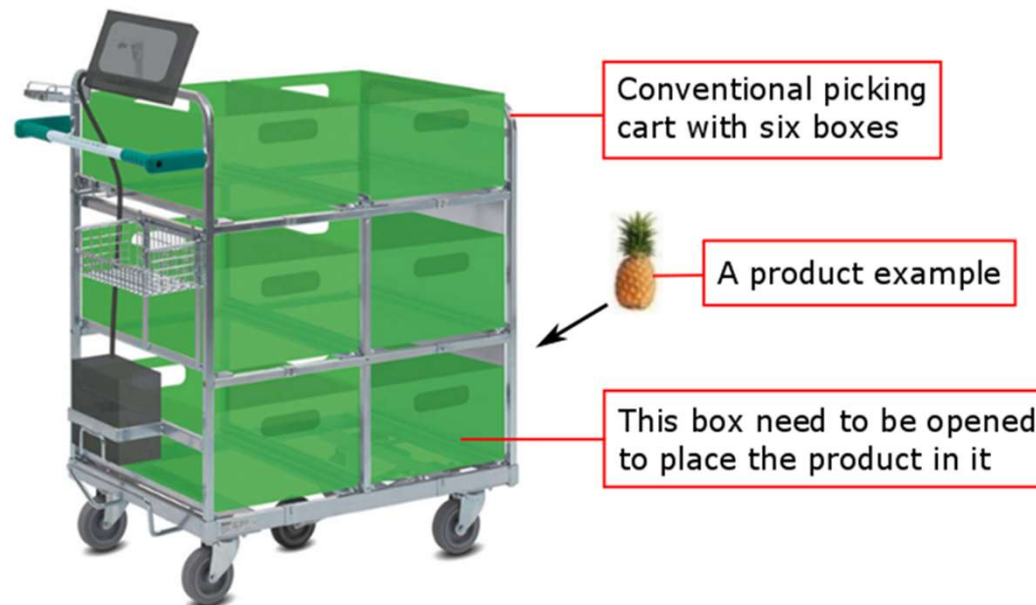 Conventional picking
cart with six boxes
A product example
This box need to be opened
to place the product in it